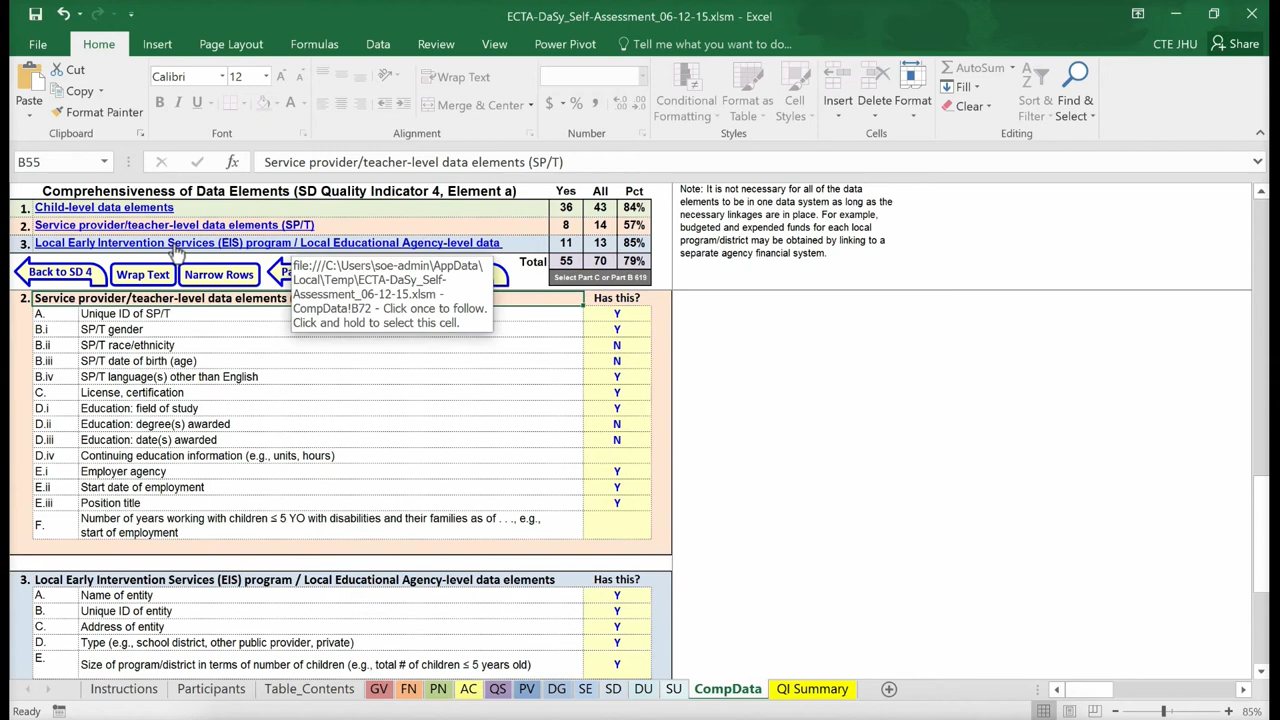 ECTA-DaSy_Self-Assessment_06-12-15.xlsm - Excel
File Home Insert Page Layout Formulas Data Review View Power Pivot Tell me what you want to do... CTE JHU Share
Paste Cut Copy Format Painter Clipboard
Calibri 12 A A B I U A Font
Wrap Text Merge & Center Alignment
$ % , Number
Conditional Formatting Format as Table Cell Styles Styles
Insert Delete Format Cells
AutoSum Fill Clear Sort & Filter Find & Select Editing
B55 fx Service provider/teacher-level data elements (SP/T)
Comprehensiveness of Data Elements (SD Quality Indicator 4, Element a) Yes All Pct
1. Child-level data elements 36 43 84%
2. Service provider/teacher-level data elements (SP/T) 8 14 57%
3. Local Early Intervention Services (EIS) program / Local Educational Agency-level data 11 13 85%
Total 55 70 79%
Back to SD 4 Wrap Text Narrow Rows Select Part C or Part B 619
Note: It is not necessary for all of the data
elements to be in one data system as long as the
necessary linkages are in place. For example,
budgeted and expended funds for each local
program/district may be obtained by linking to a
separate agency financial system.
file:///C:\Users\soe-admin\AppData\
Local\Temp\ECTA-DaSy_Self-
Assessment_06-12-15.xlsm -
CompData!B72 - Click once to follow.
Click and hold to select this cell.
2. Service provider/teacher-level data elements Has this?
A. Unique ID of SP/T Y
B.i SP/T gender Y
B.ii SP/T race/ethnicity N
B.iii SP/T date of birth (age) N
B.iv SP/T language(s) other than English Y
C. License, certification Y
D.i Education: field of study Y
D.ii Education: degree(s) awarded N
D.iii Education: date(s) awarded N
D.iv Continuing education information (e.g., units, hours)
E.i Employer agency Y
E.ii Start date of employment Y
E.iii Position title Y
F. Number of years working with children ≤ 5 YO with disabilities and their families as of . . ., e.g.,
start of employment
3. Local Early Intervention Services (EIS) program / Local Educational Agency-level data elements Has this?
A. Name of entity Y
B. Unique ID of entity Y
C. Address of entity Y
D. Type (e.g., school district, other public provider, private) Y
E. Size of program/district in terms of number of children (e.g., total # of children ≤ 5 years old) Y
Instructions Participants Table_Contents GV FN PN AC QS PV DG SE SD DU SU CompData QI Summary
Ready 85%